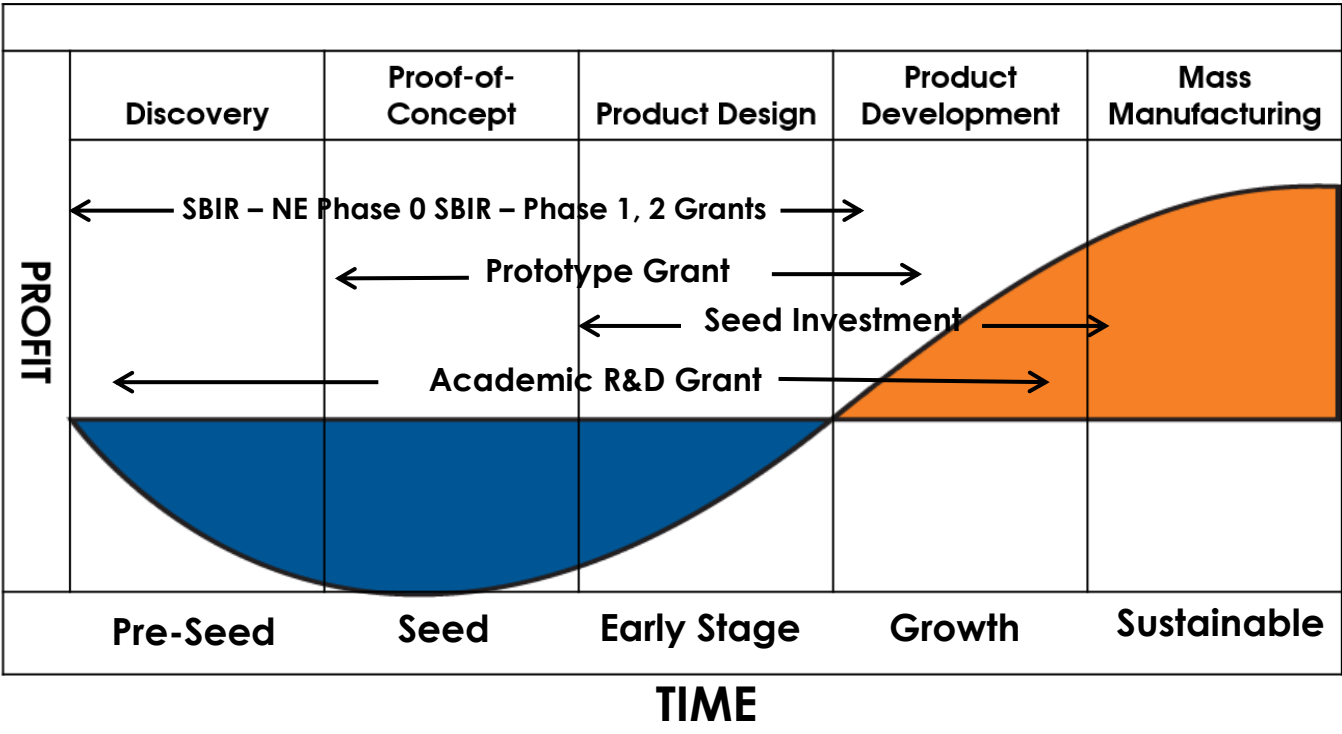 Discovery
Proof-of-
Concept
Product Design
Product
Development
Mass
Manufacturing
SBIR – NE Phase 0 SBIR – Phase 1, 2 Grants
Prototype Grant
Seed Investment
Academic R&D Grant
PROFIT
Pre-Seed
Seed
Early Stage
Growth
Sustainable
TIME